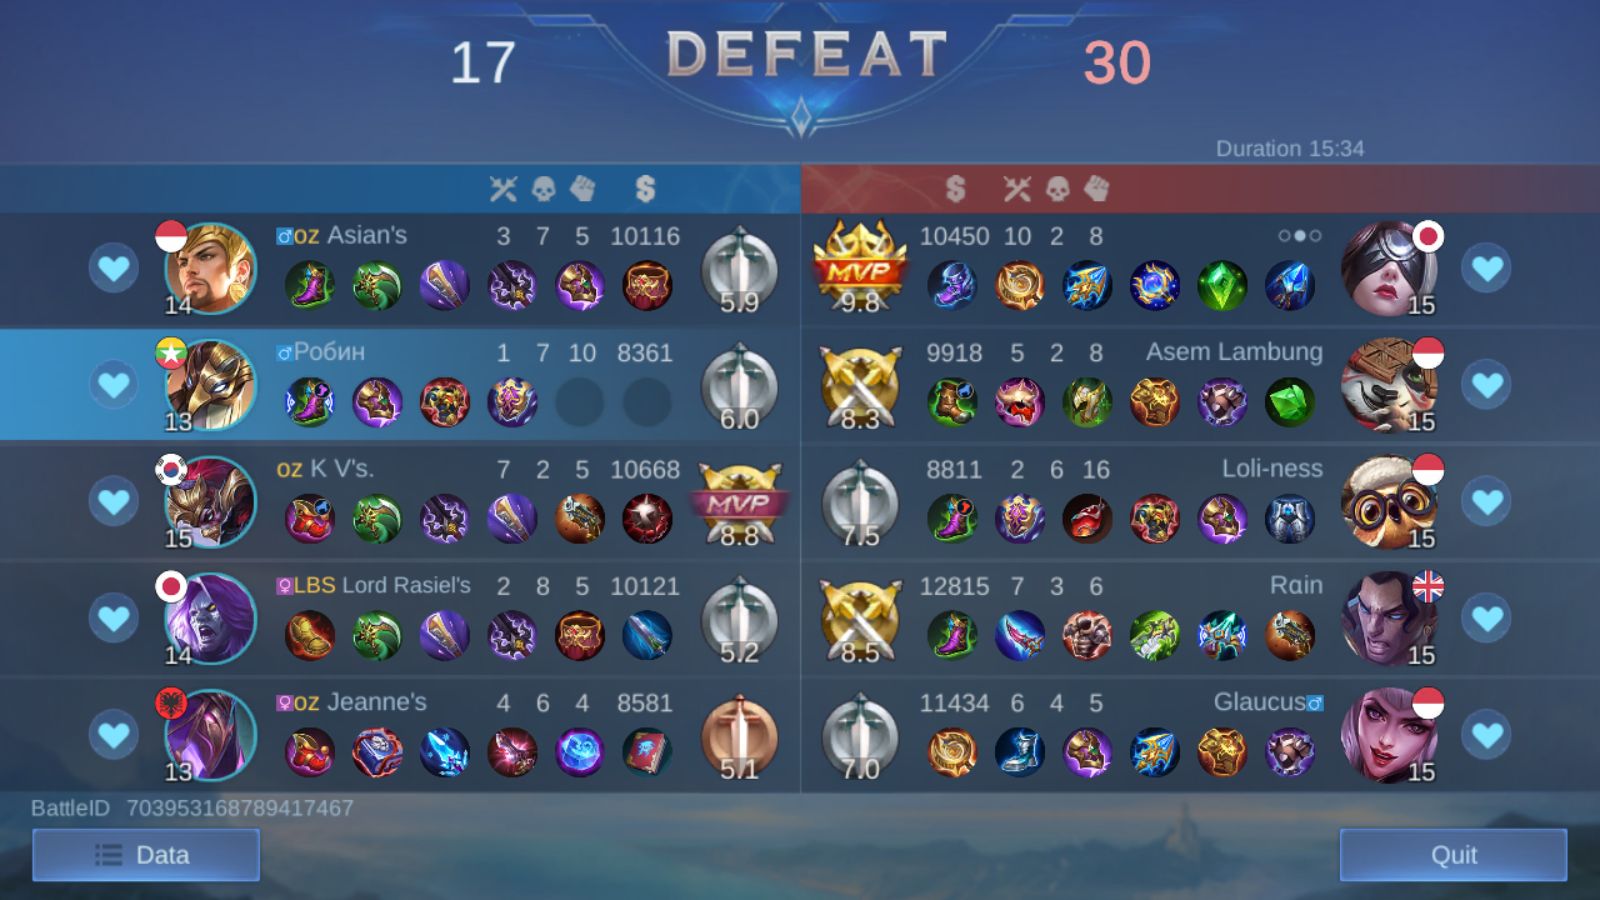 17 DEFEAT 30
Duration 15:34
oz Asian's 3 7 5 10116
14 5.9
MVP 9.8 10450 10 2 8 15
Робин 1 7 10 8361
13 6.0
9918 5 2 8 Asem Lambung
8.3 15
oz K V's. 7 2 5 10668
15 MVP 8.8
8811 2 6 16 Loli-ness
7.5 15
LBS Lord Rasiel's 2 8 5 10121
14 5.2
12815 7 3 6 Rain
8.5 15
oz Jeanne's 4 6 4 8581
13 5.1
11434 6 4 5 Glaucus
7.0 15
BattleID 703953168789417467
Data
Quit